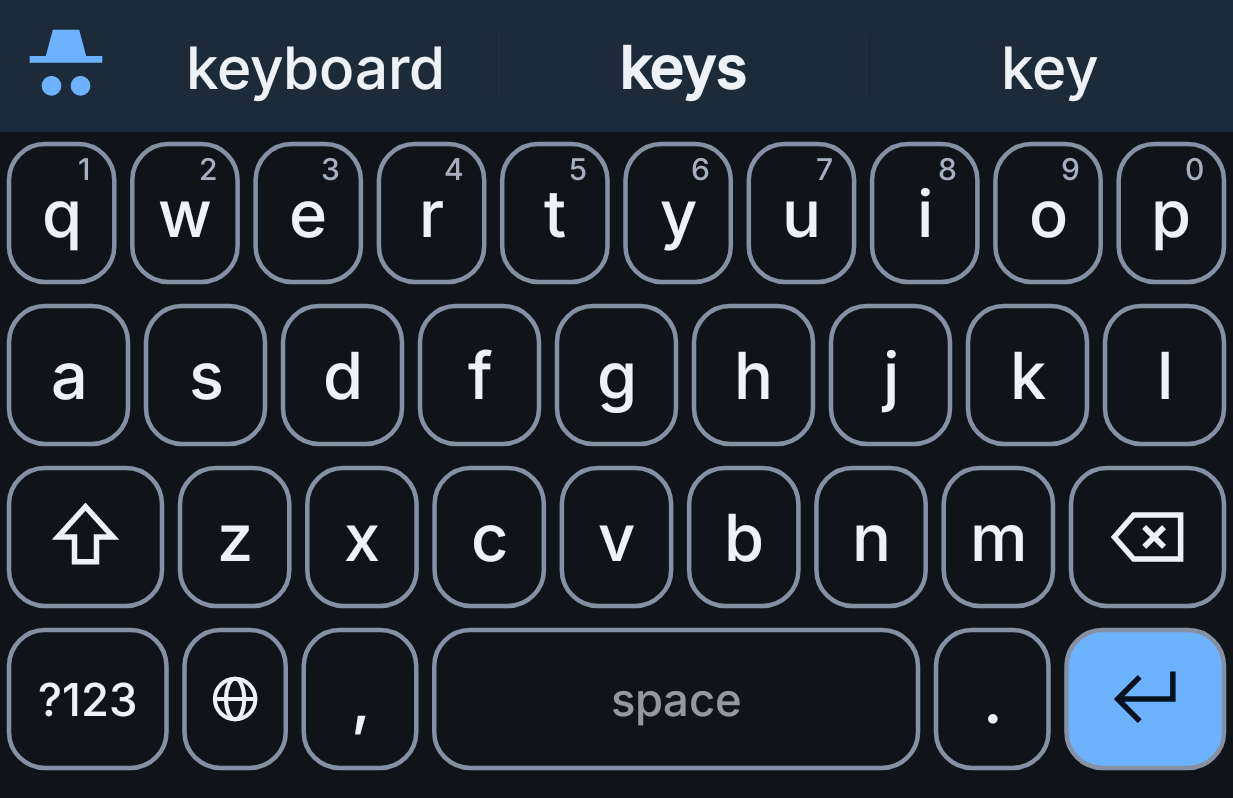 keyboard keys key
1 2 3 4 5 6 7 8 9 0
q w e r t y u i o p
a s d f g h j k l
z x c v b n m
?123 , space .